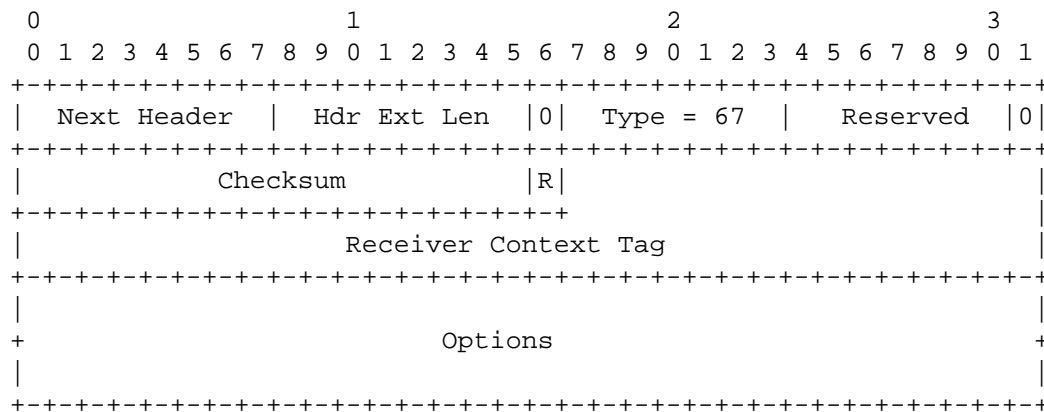 0                   1                   2                   3
 0 1 2 3 4 5 6 7 8 9 0 1 2 3 4 5 6 7 8 9 0 1 2 3 4 5 6 7 8 9 0 1
+-+-+-+-+-+-+-+-+-+-+-+-+-+-+-+-+-+-+-+-+-+-+-+-+-+-+-+-+-+-+-+-+
|  Next Header  |  Hdr Ext Len  |0|  Type = 67  |   Reserved  |0|
+-+-+-+-+-+-+-+-+-+-+-+-+-+-+-+-+-+-+-+-+-+-+-+-+-+-+-+-+-+-+-+-+
|            Checksum           |R|                             |
+-+-+-+-+-+-+-+-+-+-+-+-+-+-+-+-+-+                             |
|                    Receiver Context Tag                       |
+-+-+-+-+-+-+-+-+-+-+-+-+-+-+-+-+-+-+-+-+-+-+-+-+-+-+-+-+-+-+-+-+
|                                                               |
+                          Options                              +
|                                                               |
+-+-+-+-+-+-+-+-+-+-+-+-+-+-+-+-+-+-+-+-+-+-+-+-+-+-+-+-+-+-+-+-+